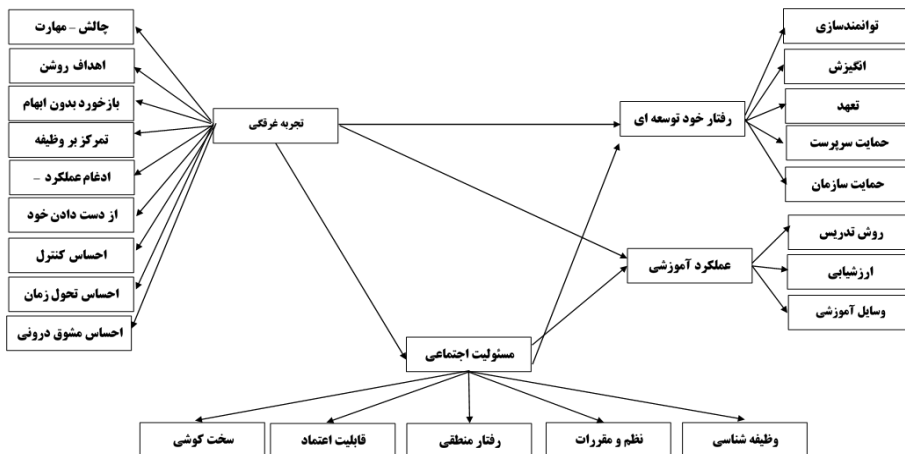 توانمندسازی
انگیزش
تعهد
حمایت سرپرست
حمایت سازمان
رفتار خود توسعه ای
روش تدریس
ارزشیابی
وسایل آموزشی
عملکرد آموزشی
تجربه غرقگی
چالش – مهارت
اهداف روشن
بازخورد بدون ابهام
تمرکز بر وظیفه
ادغام عملکرد –
از دست دادن خود
احساس کنترل
احساس تحول زمان
احساس مشوق درونی
مسئولیت اجتماعی
وظیفه شناسی
نظم و مقررات
رفتار منطقی
قابلیت اعتماد
سخت کوشی